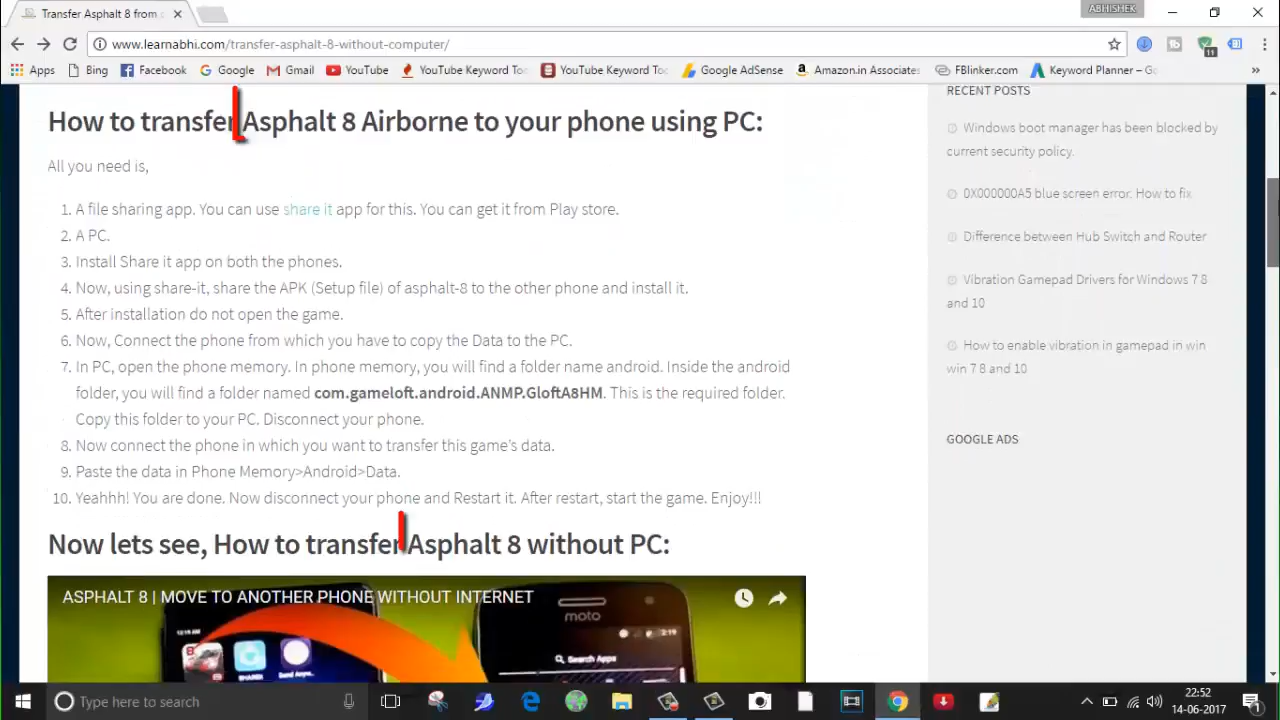 Transfer Asphalt 8 from
ABHISHEK
www.learnabhi.com/transfer-asphalt-8-without-computer/
11
Apps Bing Facebook Google Gmail YouTube YouTube Keyword Too YouTube Keyword Too Google AdSense Amazon.in Associates FBlinker.com Keyword Planner – Go »
How to transfer Asphalt 8 Airborne to your phone using PC:
All you need is,
1. A file sharing app. You can use share it app for this. You can get it from Play store.
2. A PC.
3. Install Share it app on both the phones.
4. Now, using share-it, share the APK (Setup file) of asphalt-8 to the other phone and install it.
5. After installation do not open the game.
6. Now, Connect the phone from which you have to copy the Data to the PC.
7. In PC, open the phone memory. In phone memory, you will find a folder name android. Inside the android
folder, you will find a folder named com.gameloft.android.ANMP.GloftA8HM. This is the required folder.
Copy this folder to your PC. Disconnect your phone.
8. Now connect the phone in which you want to transfer this game's data.
9. Paste the data in Phone Memory>Android>Data.
10. Yeahhh! You are done. Now disconnect your phone and Restart it. After restart, start the game. Enjoy!!!
Now lets see, How to transfer Asphalt 8 without PC:
ASPHALT 8 | MOVE TO ANOTHER PHONE WITHOUT INTERNET
moto
2:19
Search Apps
RECENT POSTS
Windows boot manager has been blocked by
current security policy.
0X000000A5 blue screen error. How to fix
Difference between Hub Switch and Router
Vibration Gamepad Drivers for Windows 7 8
and 10
How to enable vibration in gamepad in win
win 7 8 and 10
GOOGLE ADS
Type here to search
22:52
14-06-2017
1